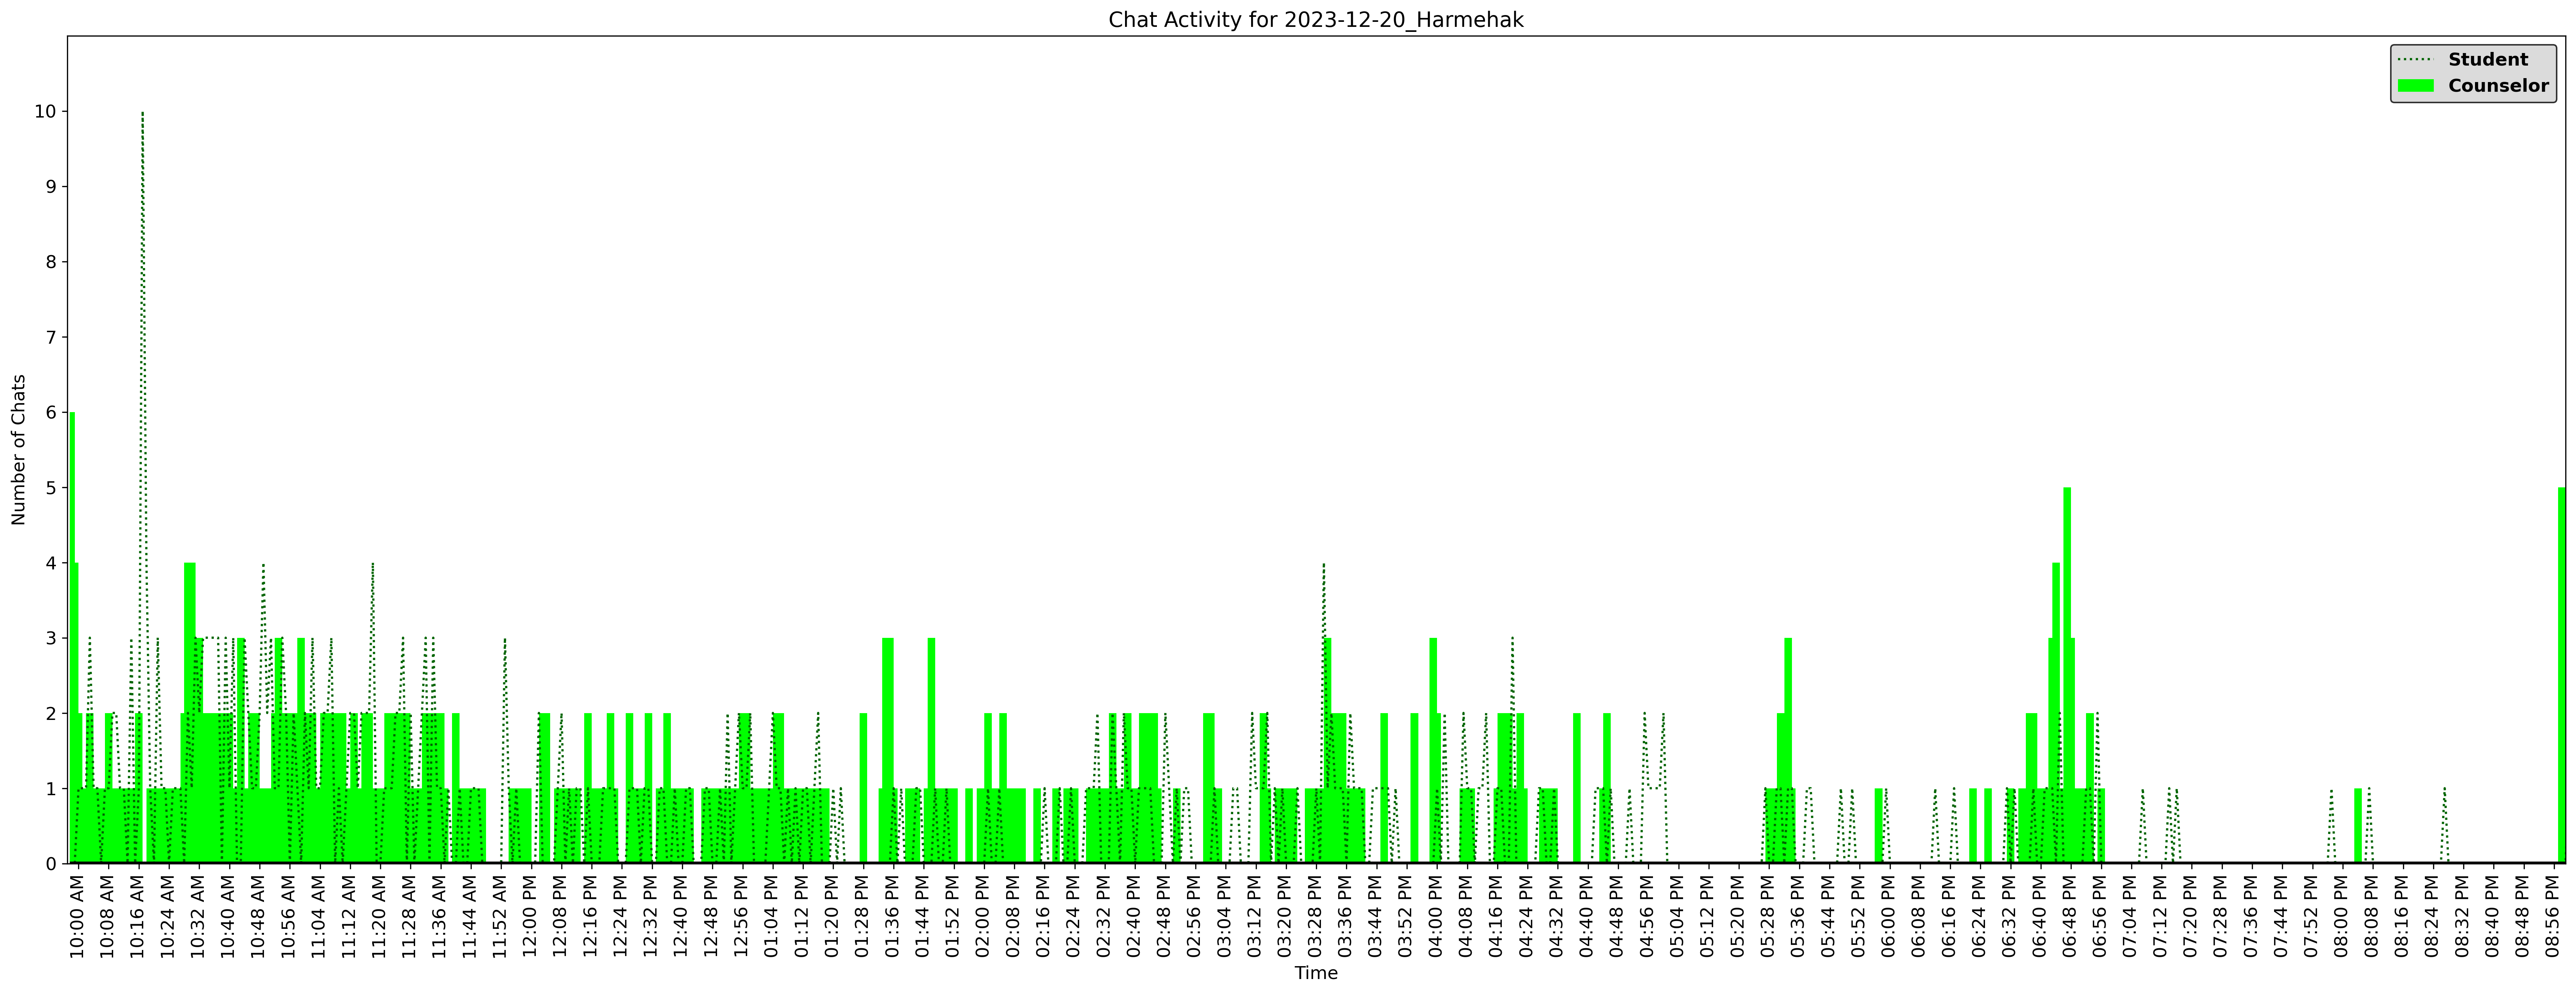 Chat Activity for 2023-12-20_Harmehak
Student
Counselor
Number of Chats
10
9
8
7
6
5
4
3
2
1
0
10:00 AM
10:08 AM
10:16 AM
10:24 AM
10:32 AM
10:40 AM
10:48 AM
10:56 AM
11:04 AM
11:12 AM
11:20 AM
11:28 AM
11:36 AM
11:44 AM
11:52 AM
12:00 PM
12:08 PM
12:16 PM
12:24 PM
12:32 PM
12:40 PM
12:48 PM
12:56 PM
01:04 PM
01:12 PM
01:20 PM
01:28 PM
01:36 PM
01:44 PM
01:52 PM
02:00 PM
02:08 PM
02:16 PM
02:24 PM
02:32 PM
02:40 PM
02:48 PM
02:56 PM
03:04 PM
03:12 PM
03:20 PM
03:28 PM
03:36 PM
03:44 PM
03:52 PM
04:00 PM
04:08 PM
04:16 PM
04:24 PM
04:32 PM
04:40 PM
04:48 PM
04:56 PM
05:04 PM
05:12 PM
05:20 PM
05:28 PM
05:36 PM
05:44 PM
05:52 PM
06:00 PM
06:08 PM
06:16 PM
06:24 PM
06:32 PM
06:40 PM
06:48 PM
06:56 PM
07:04 PM
07:12 PM
07:20 PM
07:28 PM
07:36 PM
07:44 PM
07:52 PM
08:00 PM
08:08 PM
08:16 PM
08:24 PM
08:32 PM
08:40 PM
08:48 PM
08:56 PM
Time